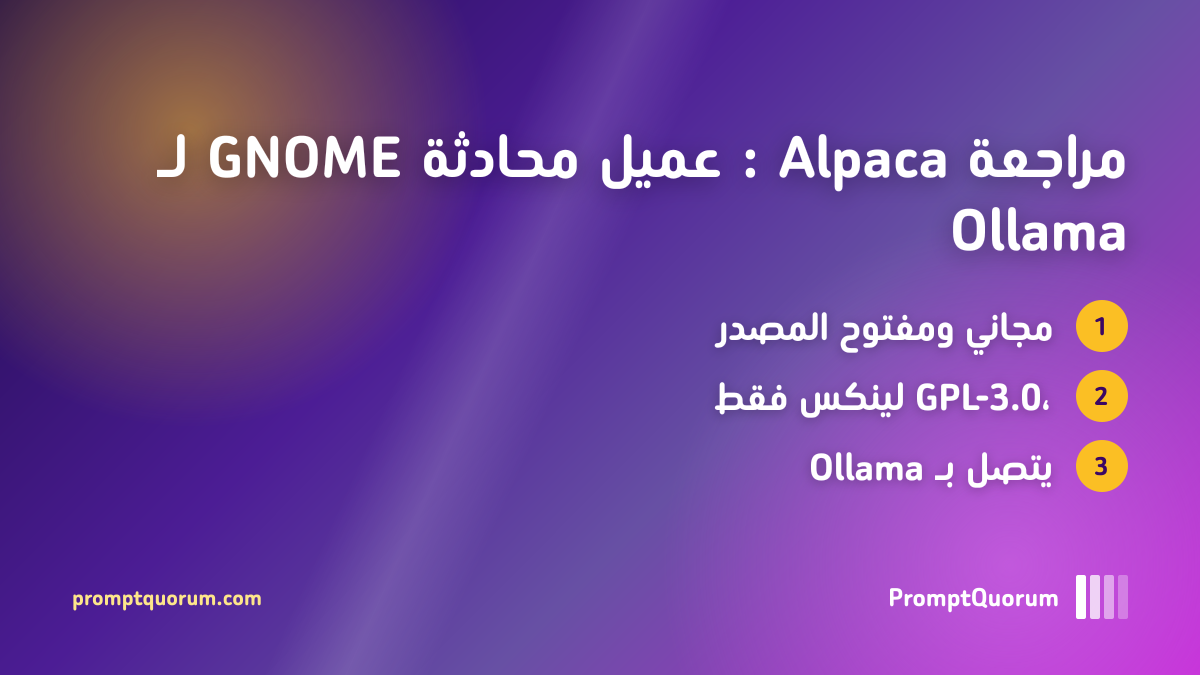 مراجعة Alpaca : عميل محادثة GNOME لـ
Ollama
1 مجاني ومفتوح المصدر
2 GPL-3.0، لينكس فقط
3 يتصل بـ Ollama
PromptQuorum
promptquorum.com